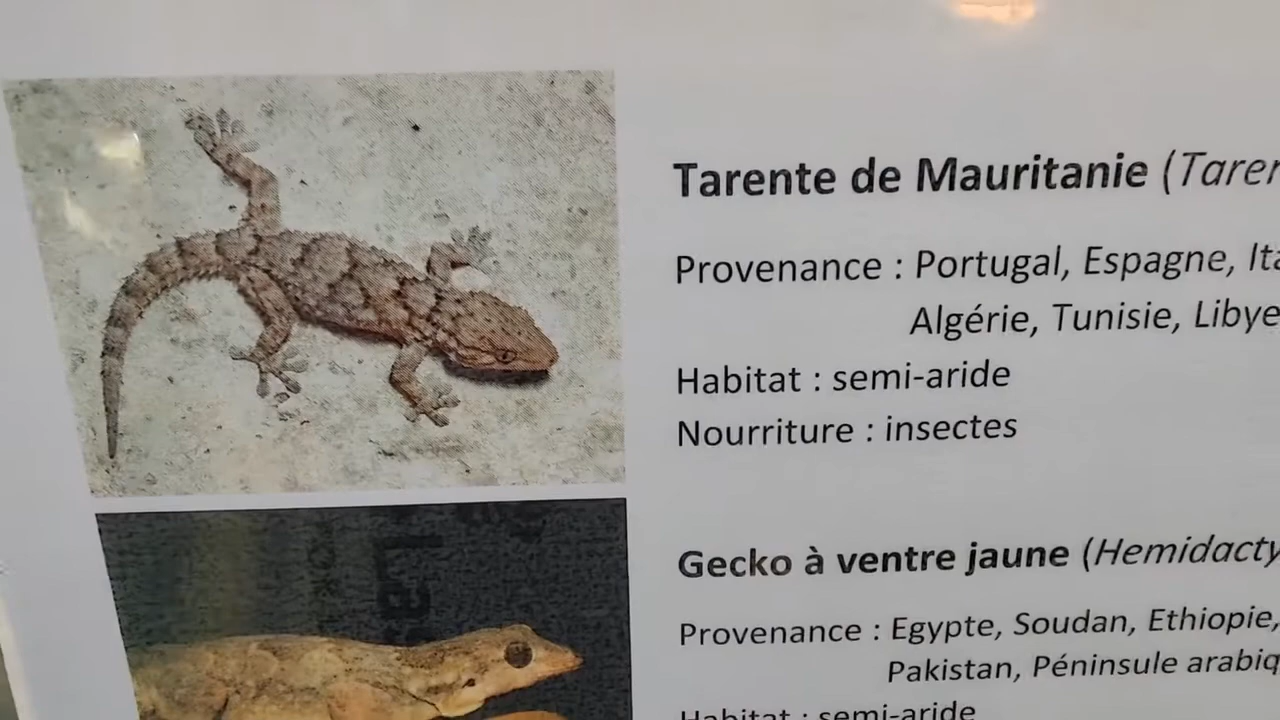 Tarente de Mauritanie (Taren
Provenance : Portugal, Espagne, Ita
Algérie, Tunisie, Libye
Habitat : semi-aride
Nourriture : insectes
Gecko à ventre jaune (Hemidacty
Provenance : Egypte, Soudan, Ethiopie,
Pakistan, Péninsule arabiq
Habitat : semi-aride